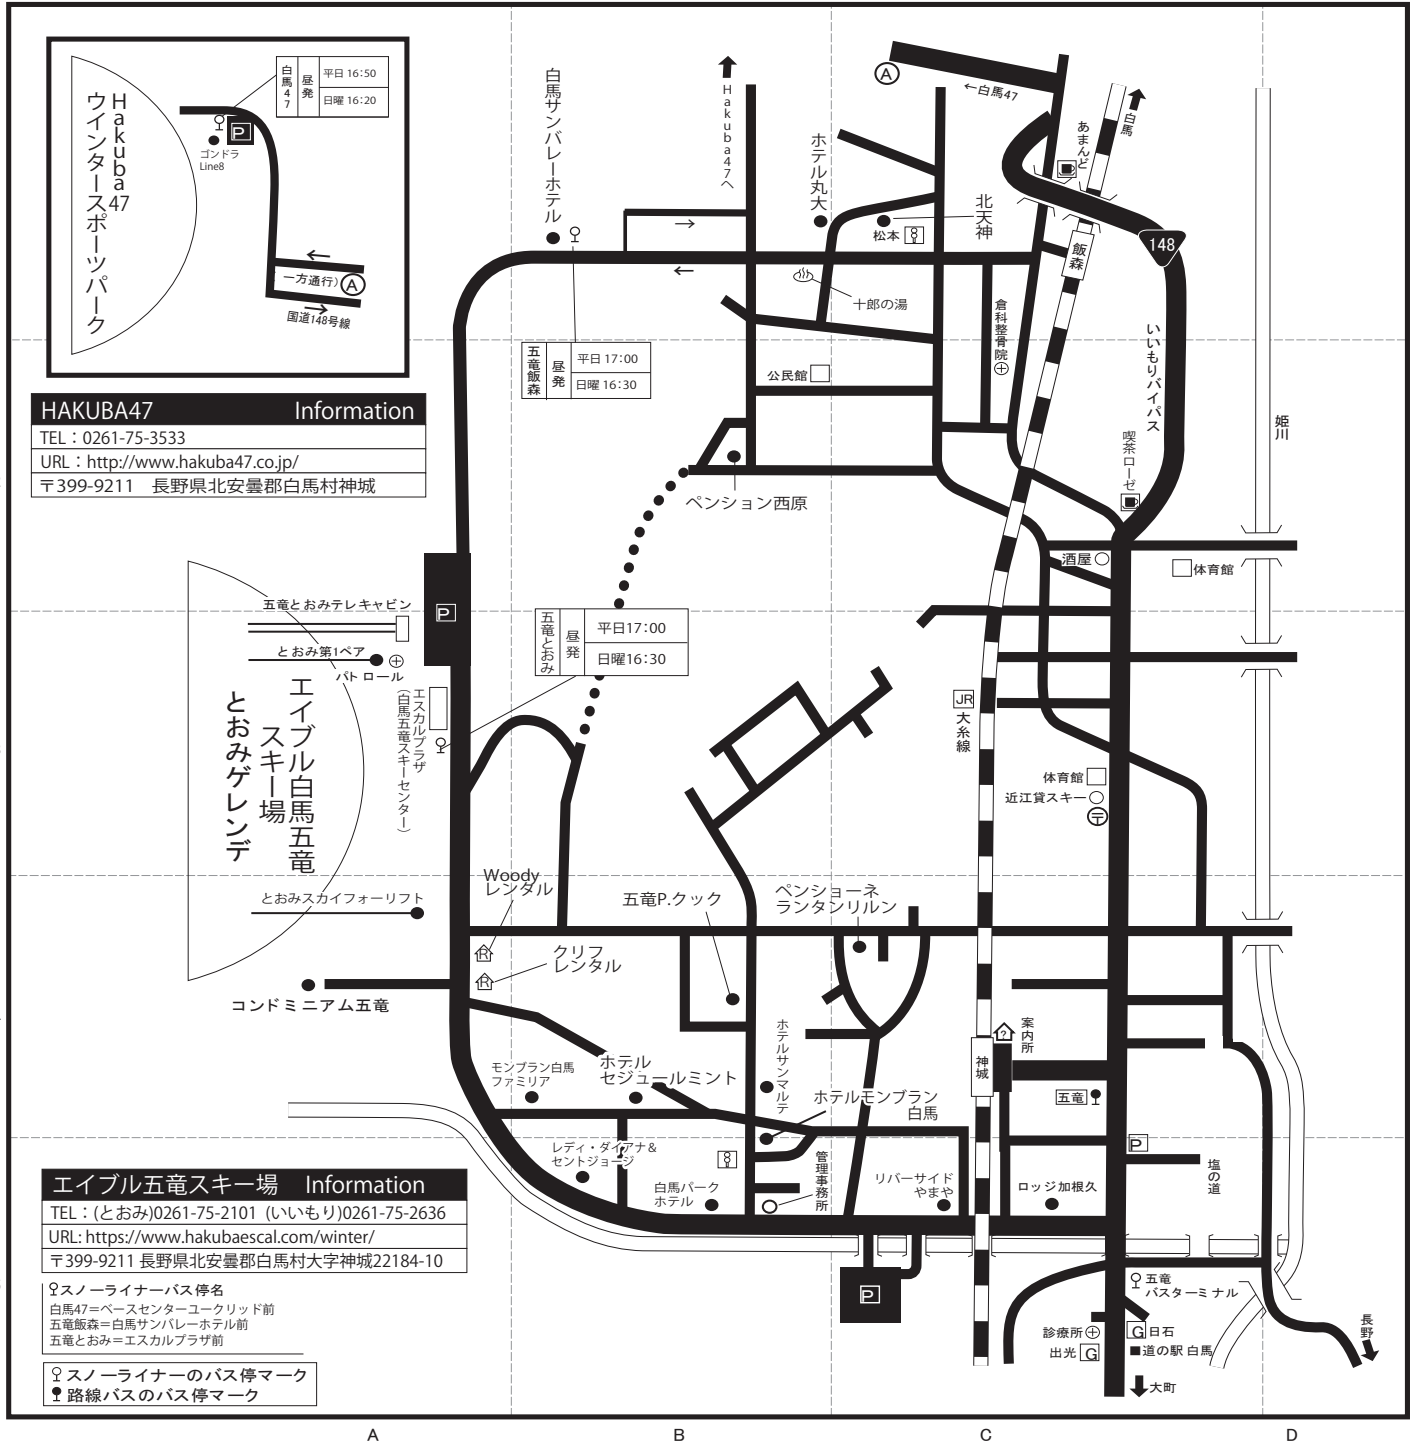 Hakuba47
ウインタースポーツパーク
白馬47
昼発
平日 16:50
日曜 16:20
P
ゴンドラ
Line8
一方通行)
A
国道148号線
HAKUBA47 Information
TEL：0261-75-3533
URL：http://www.hakuba47.co.jp/
〒399-9211 長野県北安曇郡白馬村神城
白馬サンバレーホテル
Hakuba47へ
ホテル丸大
A
←白馬47
白馬
あまんど
北天神
松本
飯森
148
十郎の湯
倉科整骨院
いいもりバイパス
五竜飯森
昼発
平日 17:00
日曜 16:30
公民館
姫川
喫茶ローゼ
ペンション西原
酒屋
体育館
五竜とおみテレキャビン
P
とおみ第1ペア
パトロール
エイブル白馬五竜
スキー場
とおみゲレンデ
エスカルプラザ
(白馬五竜スキーセンター)
五竜とおみ
昼発
平日17:00
日曜16:30
JR
大糸線
体育館
近江貸スキー
〒
Woody
レンタル
とおみスカイフォーリフト
五竜P.クック
ペンショーネ
ランタンリルン
R
クリフ
レンタル
R
コンドミニアム五竜
ホテルサンマルテ
?
案内所
神城
モンブラン白馬
ファミリア
ホテル
セジュールミント
ホテルモンブラン
白馬
五竜
レディ・ダイアナ&
セントジョージ
P
管理事務所
塩の道
白馬パーク
ホテル
リバーサイド
やまや
ロッジ加根久
エイブル五竜スキー場 Information
TEL：(とおみ)0261-75-2101 (いいもり)0261-75-2636
URL: https://www.hakubaescal.com/winter/
〒399-9211 長野県北安曇郡白馬村大字神城22184-10
スノーライナーバス停名
白馬47＝ベースセンターユークリッド前
五竜飯森＝白馬サンバレーホテル前
五竜とおみ＝エスカルプラザ前
スノーライナーのバス停マーク
路線バスのバス停マーク
P
五竜
バスターミナル
診療所
G
日石
出光
G
道の駅 白馬
長野
大町
A
B
C
D